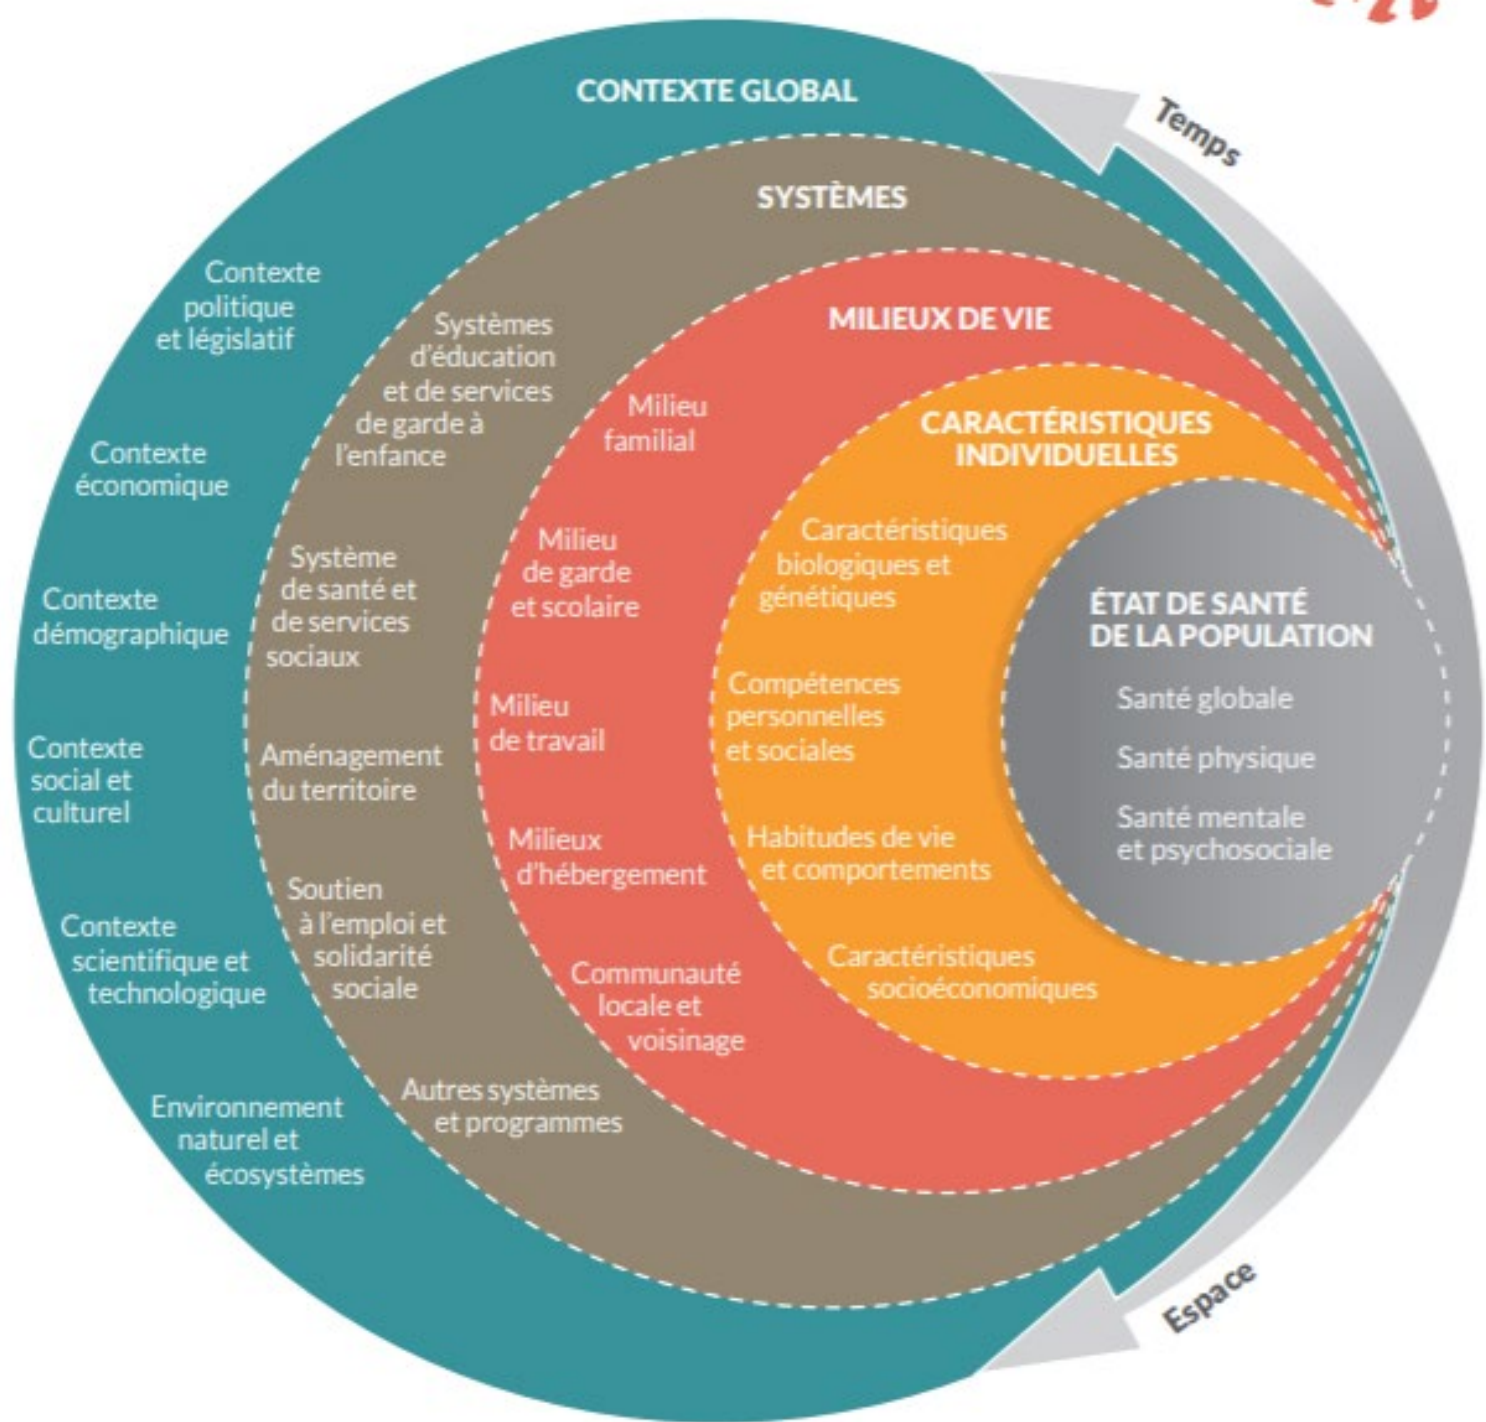 CONTEXTE GLOBAL
Temps
SYSTÈMES
MILIEUX DE VIE
CARACTÉRISTIQUES
INDIVIDUELLES
ÉTAT DE SANTÉ
DE LA POPULATION
Santé globale
Santé physique
Santé mentale
et psychosociale
Contexte
politique
et législatif
Contexte
économique
Contexte
démographique
Contexte
social et
culturel
Contexte
scientifique et
technologique
Environnement
naturel et
écosystèmes
Systèmes
d'éducation
et de services
de garde à
l'enfance
Système
de santé et
de services
sociaux
Aménagement
du territoire
Soutien
à l'emploi et
solidarité
sociale
Autres systèmes
et programmes
Milieu
familial
Milieu
de garde
et scolaire
Milieu
de travail
Milieux
d'hébergement
Communauté
locale et
voisinage
Caractéristiques
biologiques et
génétiques
Compétences
personnelles
et sociales
Habitudes de vie
et comportements
Caractéristiques
socioéconomiques
Espace